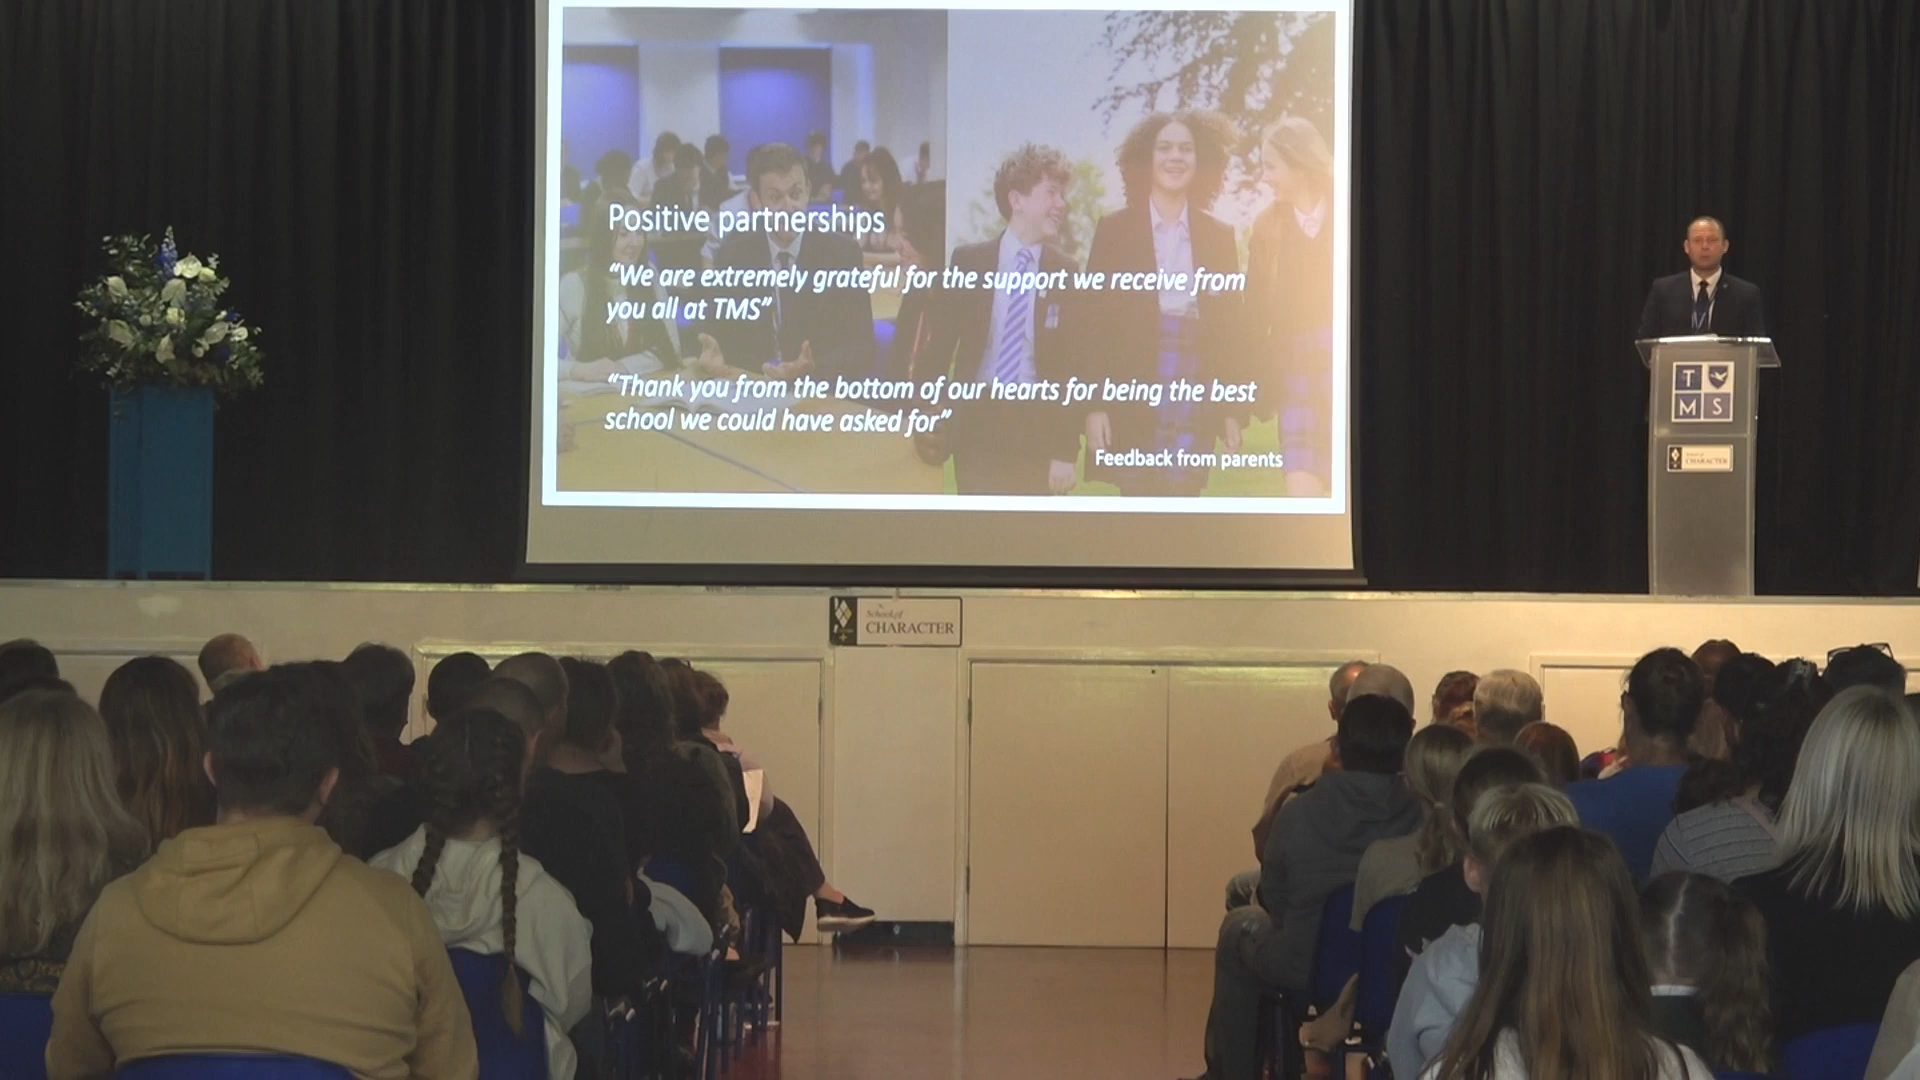 Positive partnerships
“We are extremely grateful for the support we receive from
you all at TMS”
“Thank you from the bottom of our hearts for being the best
school we could have asked for”
Feedback from parents
T
M S
School of
CHARACTER
School of
CHARACTER